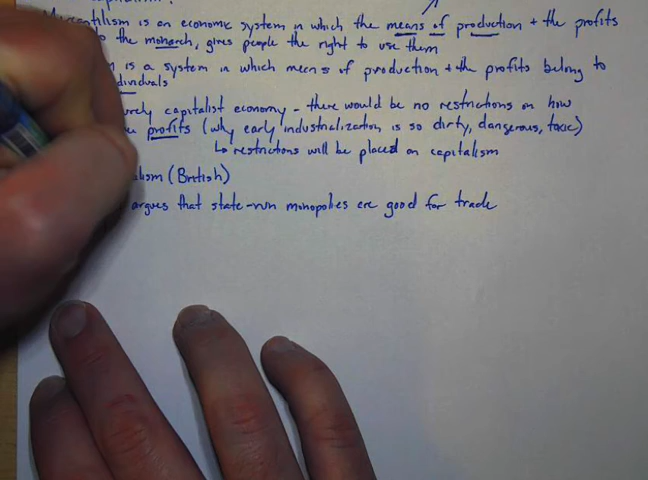 Mercantilism is an economic system in which the means of production + the profits
the monarch, gives people the right to use them
is a system in which means of production + the profits belong to
capitalist economy - there would be no restrictions on how
profits (why early industrialization is so dirty, dangerous, toxic)
↳ restrictions will be placed on capitalism
(British)
argues that state-run monopolies are good for trade